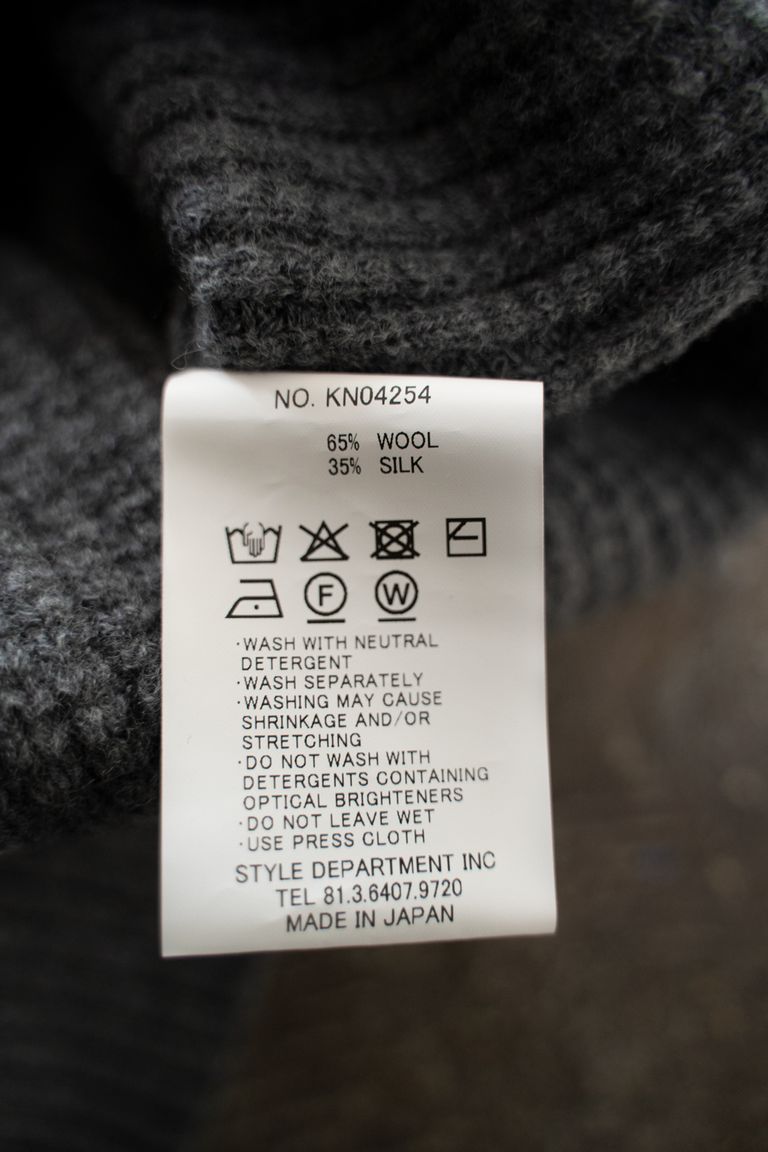 NO. KN04254
65% WOOL
35% SILK
F W
·WASH WITH NEUTRAL
DETERGENT
·WASH SEPARATELY
·WASHING MAY CAUSE
SHRINKAGE AND/OR
STRETCHING
·DO NOT WASH WITH
DETERGENTS CONTAINING
OPTICAL BRIGHTENERS
·DO NOT LEAVE WET
·USE PRESS CLOTH
STYLE DEPARTMENT INC
TEL 81.3.6407.9720
MADE IN JAPAN